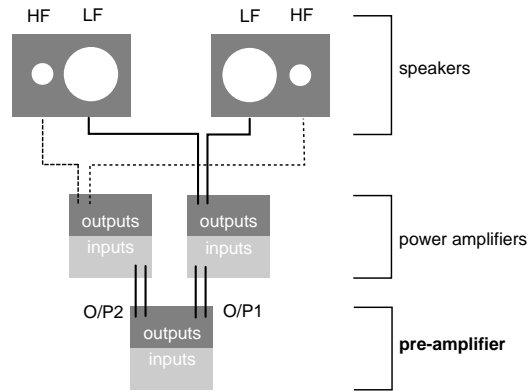 HF LF LF HF
speakers
outputs outputs
inputs inputs
power amplifiers
O/P2 O/P1
outputs
inputs
pre-amplifier